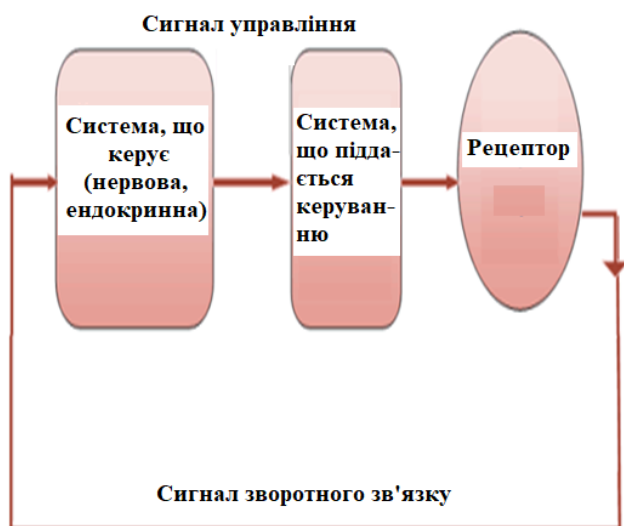 Сигнал управління
Система, що
керує
(нервова,
ендокринна)
Система,
що підда-
ється
керуван-
ню
Рецептор
Сигнал зворотного зв'язку